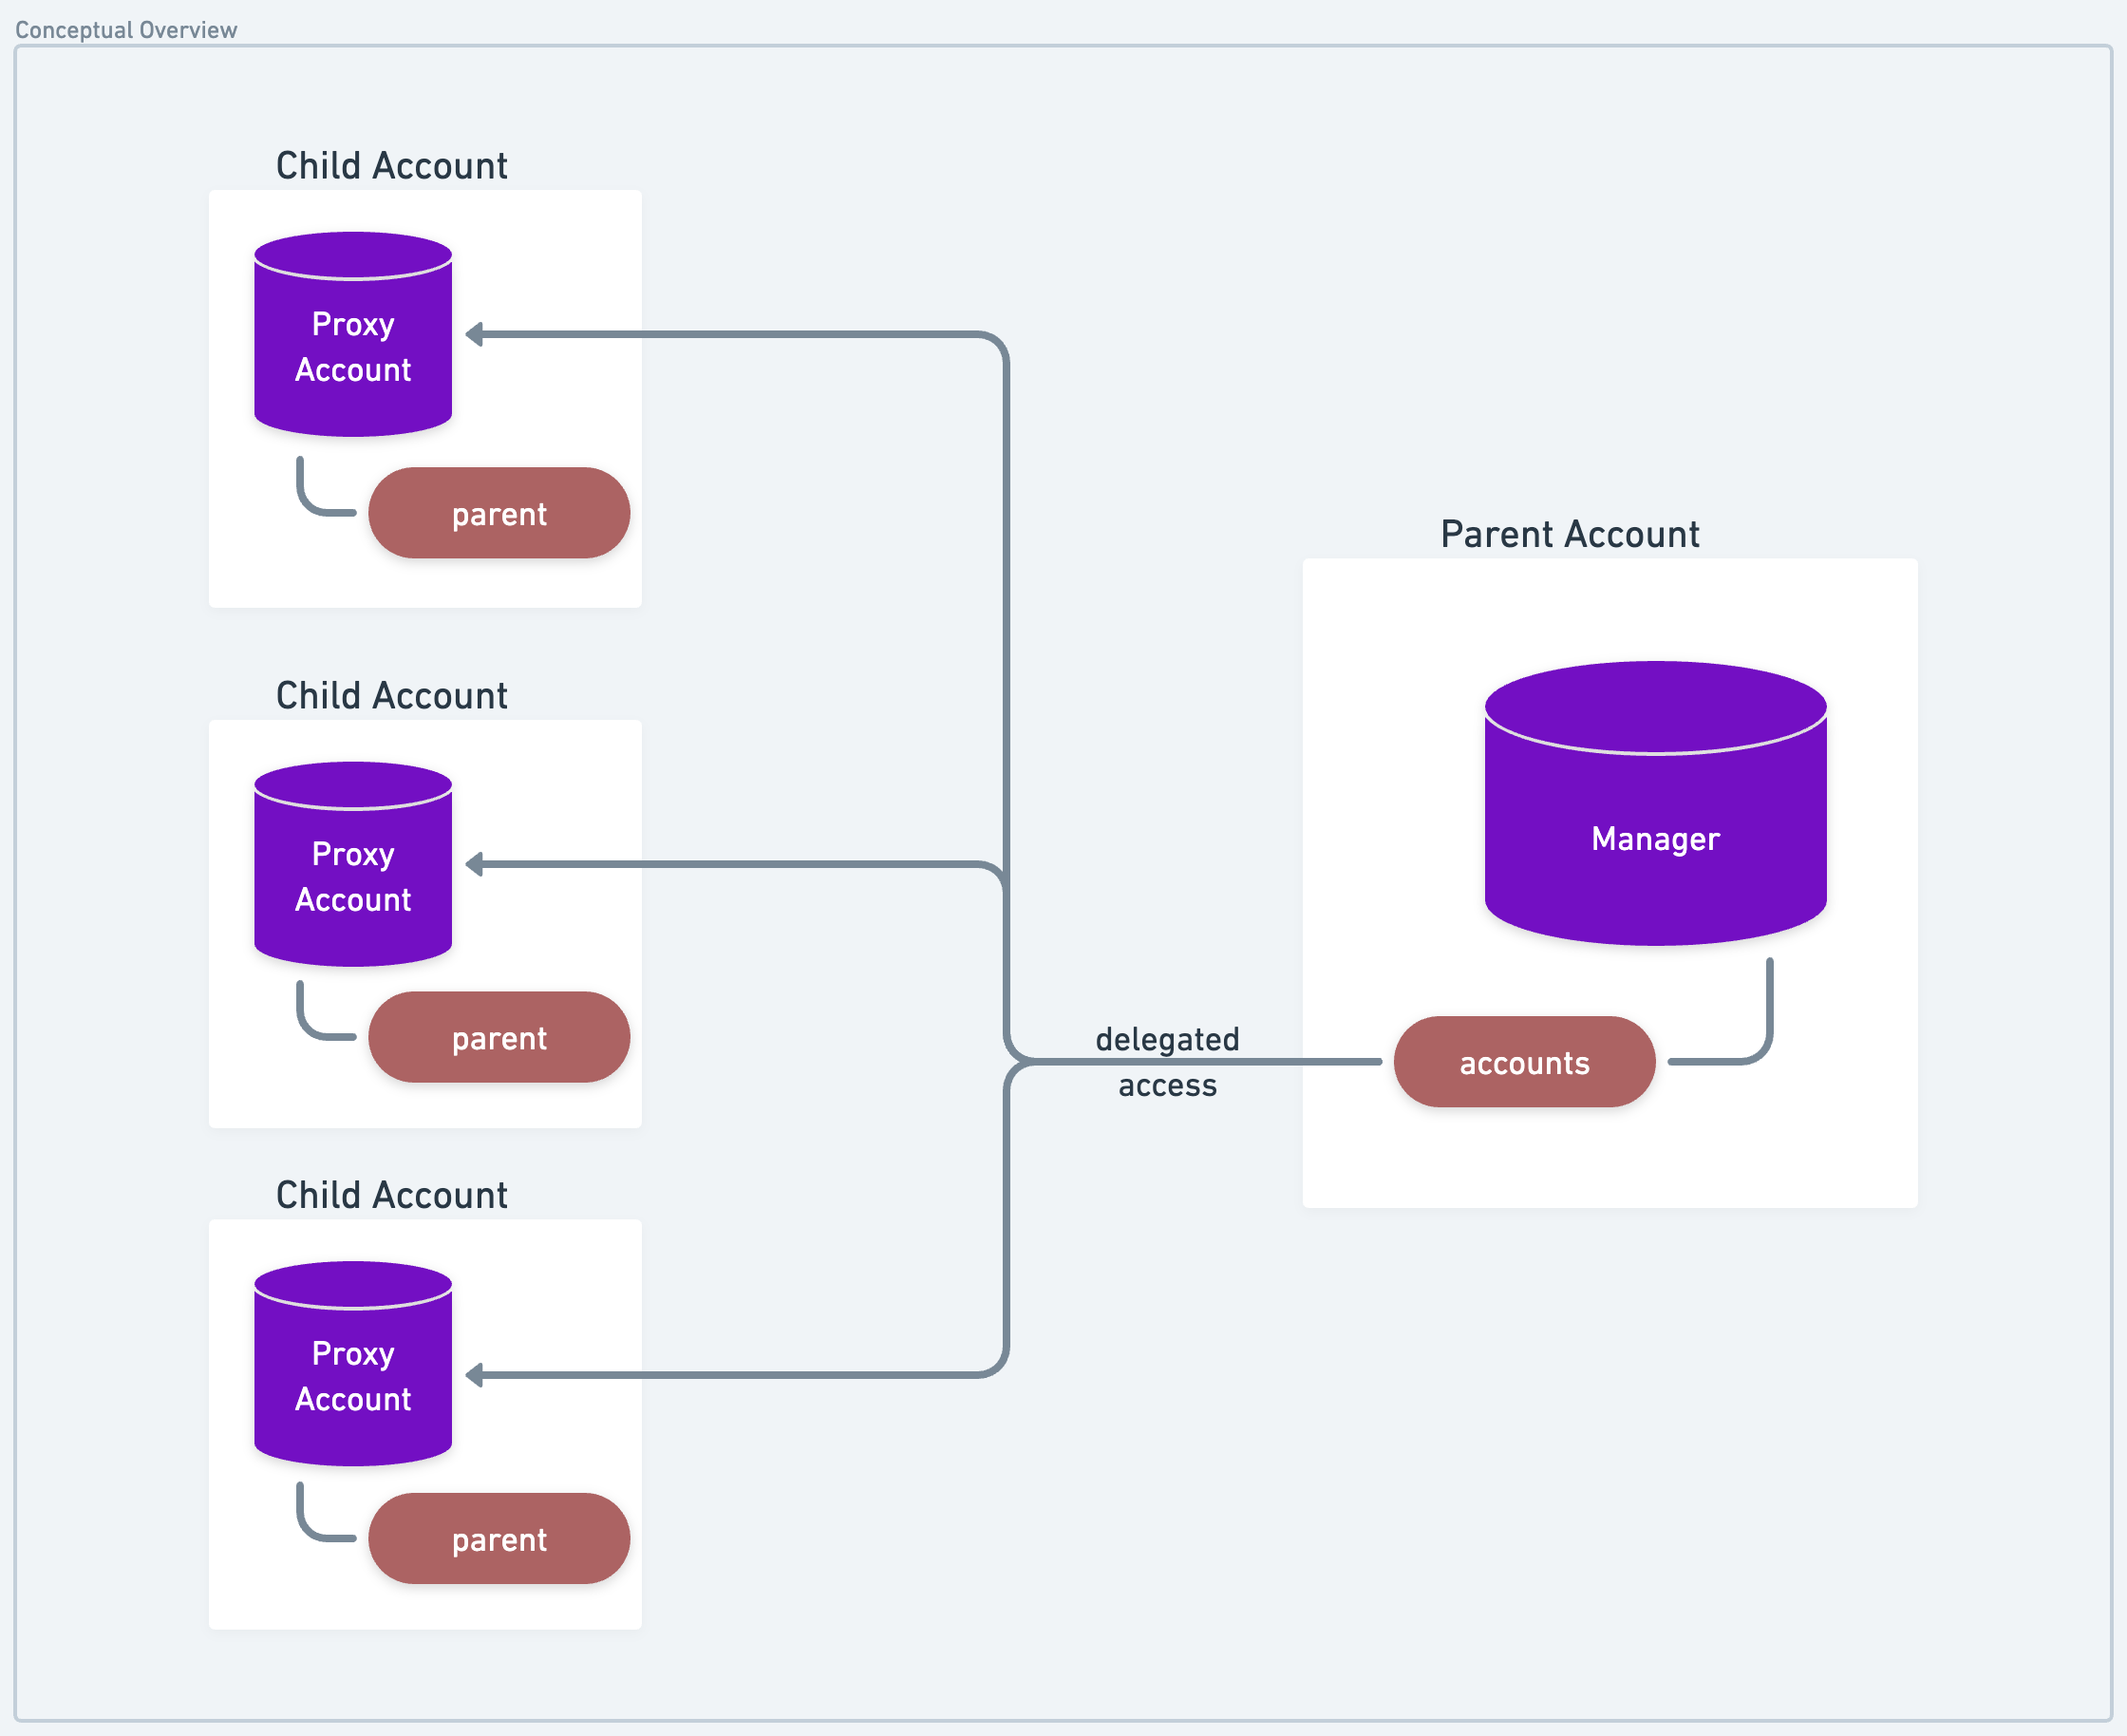 Conceptual Overview
Child Account
Proxy
Account
parent
Child Account
Proxy
Account
parent
Child Account
Proxy
Account
parent
delegated
access
Parent Account
Manager
accounts